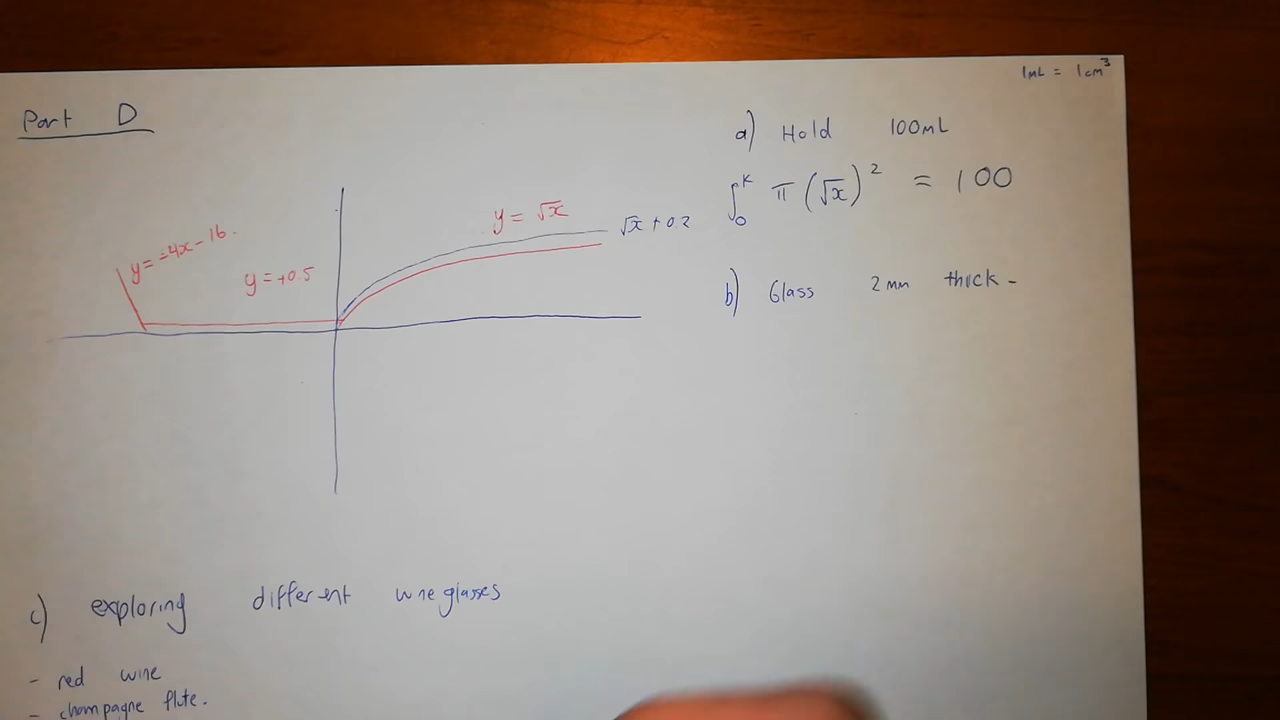 1mL = 1cm³
Part D
a) Hold 100mL
∫₀ᴷ π(√x)² = 100
y = √x
√x + 0.2
y = -4x - 16.
y = +0.5
b) Glass 2mm thick -
c) exploring different wine glasses
- red wine
- champagne flute.